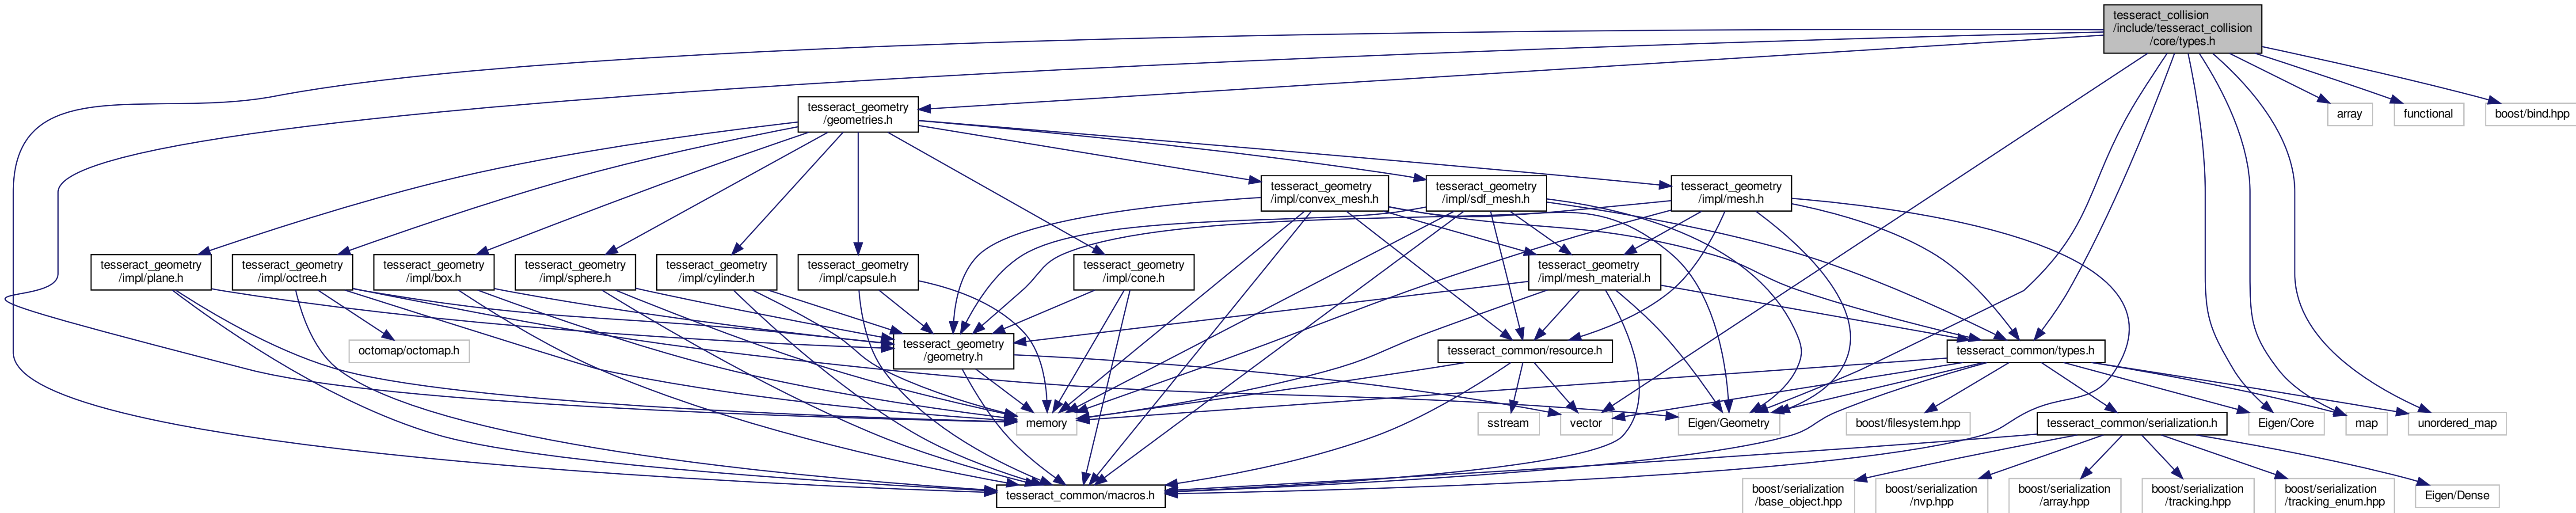 tesseract_collision
/include/tesseract_collision
/core/types.h
tesseract_geometry
/geometries.h
array
functional
boost/bind.hpp
tesseract_geometry
/impl/convex_mesh.h
tesseract_geometry
/impl/sdf_mesh.h
tesseract_geometry
/impl/mesh.h
tesseract_geometry
/impl/plane.h
tesseract_geometry
/impl/octree.h
tesseract_geometry
/impl/box.h
tesseract_geometry
/impl/sphere.h
tesseract_geometry
/impl/cylinder.h
tesseract_geometry
/impl/capsule.h
tesseract_geometry
/impl/cone.h
tesseract_geometry
/impl/mesh_material.h
octomap/octomap.h
tesseract_geometry
/geometry.h
tesseract_common/resource.h
tesseract_common/types.h
memory
sstream
vector
Eigen/Geometry
boost/filesystem.hpp
tesseract_common/serialization.h
Eigen/Core
map
unordered_map
tesseract_common/macros.h
boost/serialization
/base_object.hpp
boost/serialization
/nvp.hpp
boost/serialization
/array.hpp
boost/serialization
/tracking.hpp
boost/serialization
/tracking_enum.hpp
Eigen/Dense